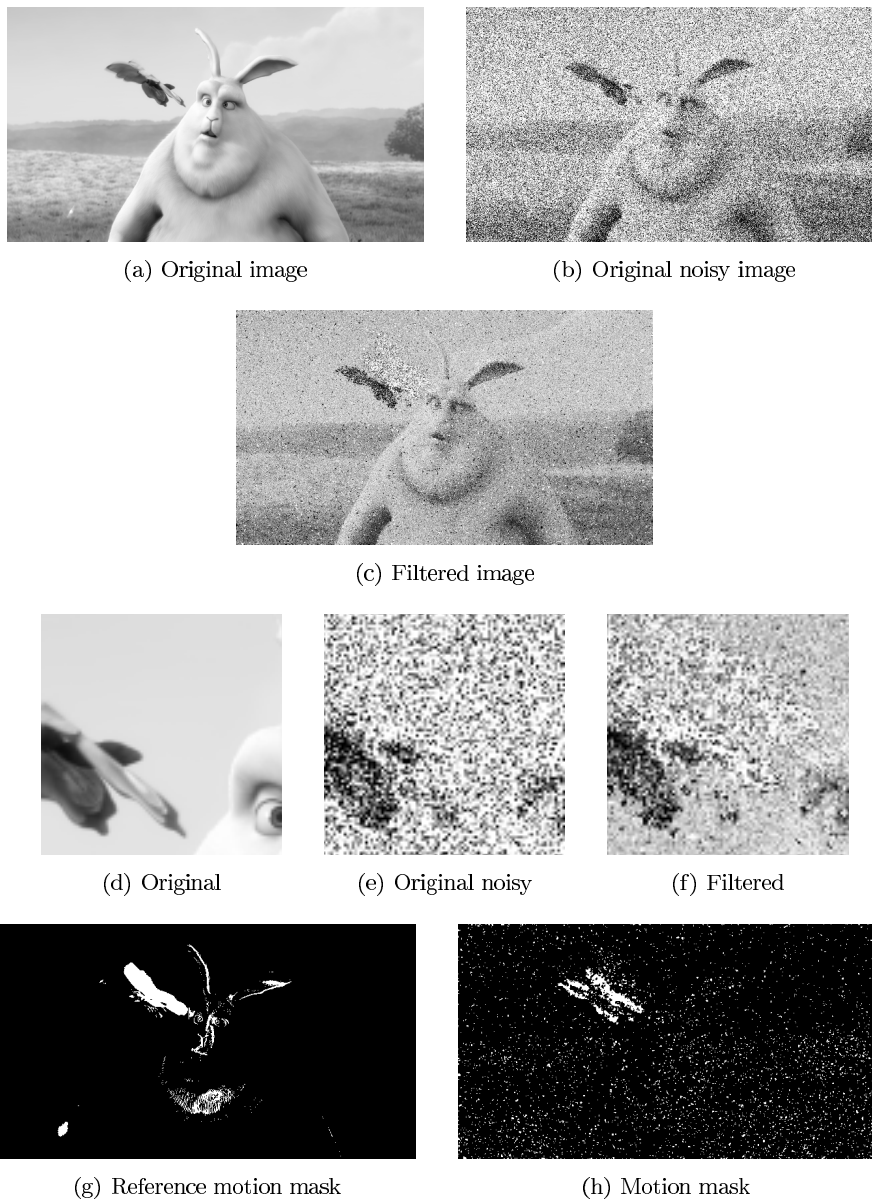 (a) Original image
(b) Original noisy image
(c) Filtered image
(d) Original
(e) Original noisy
(f) Filtered
(g) Reference motion mask
(h) Motion mask